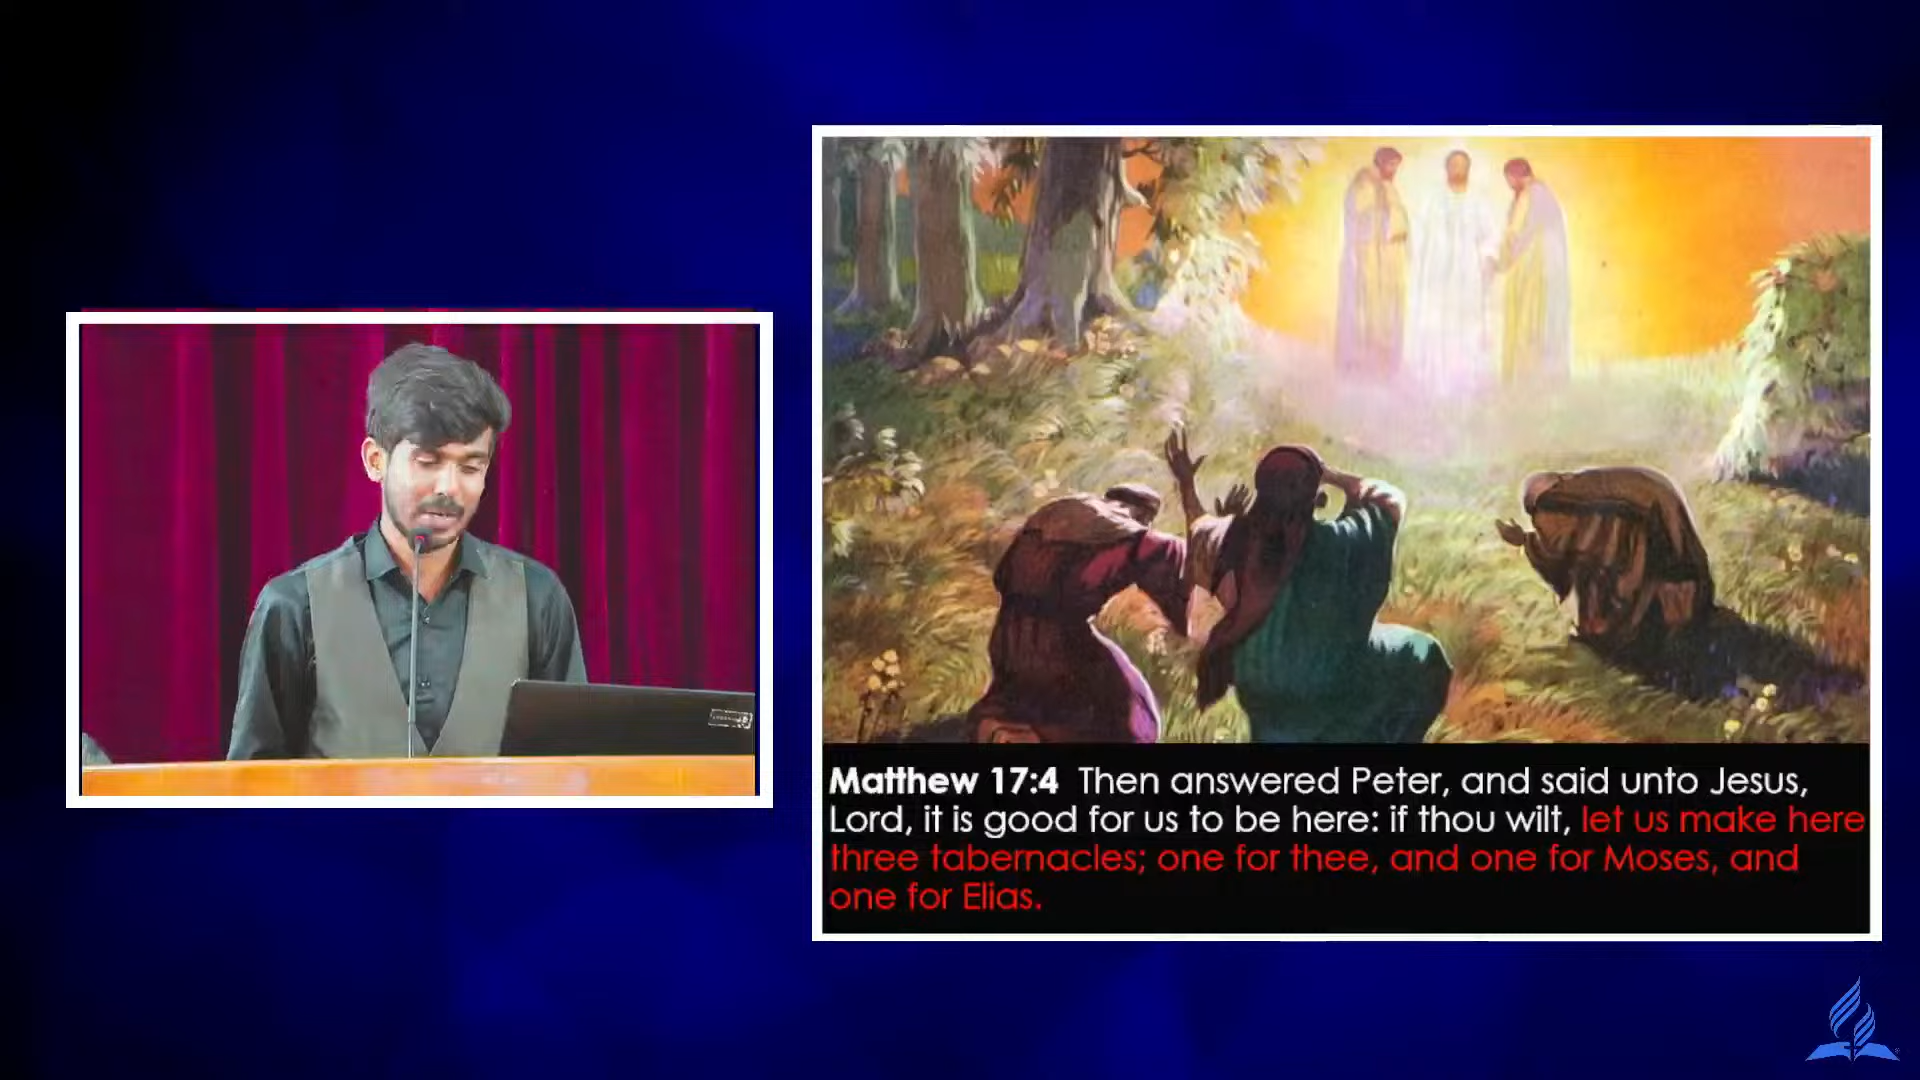 Matthew 17:4 Then answered Peter, and said unto Jesus,
Lord, it is good for us to be here: if thou wilt, let us make here
three tabernacles; one for thee, and one for Moses, and
one for Elias.